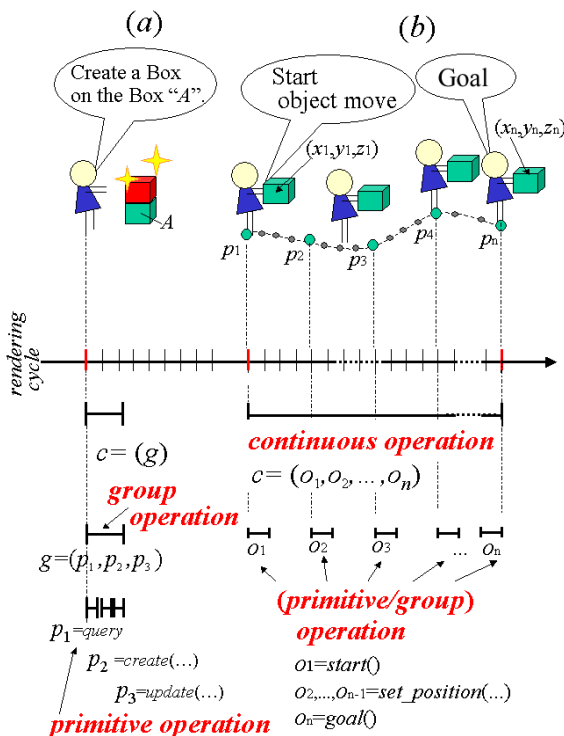 (a)
(b)
Create a Box
on the Box “A”.
Start
object move
Goal
(x1,y1,z1)
(xn,yn,zn)
A
p1
p2
p3
p4
pn
rendering
cycle
c= (g)
continuous operation
c= (o1,o2,...,on)
group
operation
g=(p1,p2,p3)
o1
o2
o3
...
on
p1=query
(primitive/group)
operation
p2 =create(...)
o1=start()
p3=update(...)
o2,...,on-1=set_position(...)
primitive operation
on=goal()